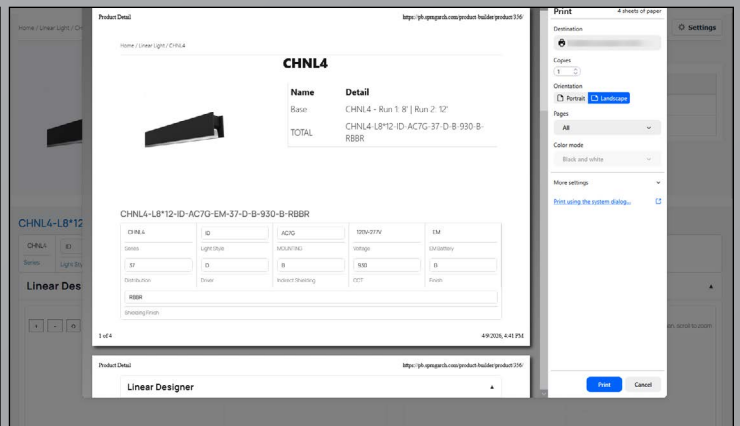 Product Detail
https://pb.spmgarch.com/product-builder/product/336/
Home / Linear Light / CHNL4
CHNL4
Name Detail
Base CHNL4 - Run 1: 8' | Run 2: 12'
TOTAL CHNL4-L8*12-ID-AC7G-37-D-B-930-B-
RBBR
CHNL4-L8*12-ID-AC7G-EM-37-D-B-930-B-RBBR
CHNL4 ID AC7G 120V-277V EM
Series Light Style MOUNTING Voltage EM Battery
37 D B 930 B
Distribution Driver Indirect Shielding CCT Finish
RBBR
Shielding Finish
1 of 4
4/9/2026, 4:41 PM
Product Detail
https://pb.spmgarch.com/product-builder/product/336/
Linear Designer
Print
4 sheets of paper
Destination
Copies
1
Orientation
Portrait Landscape
Pages
All
Color mode
Black and white
More settings
Print using the system dialog...
Print Cancel
Home / Linear Light / CH
Settings
CHNL4-L8*12
CHNL4 ID
Series Light
Linear Des
+ -
scroll to zoom